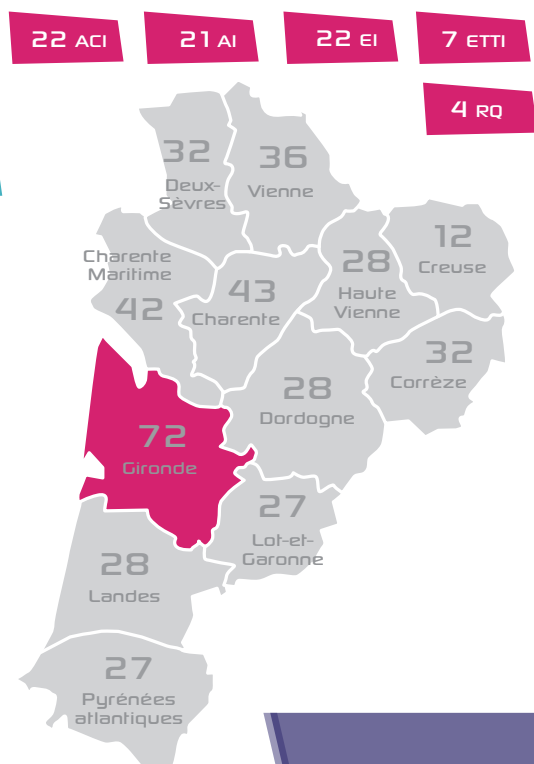 22 ACI
21 AI
22 EI
7 ETTI
4 RQ
32
Deux-
Sèvres
36
Vienne
Charente
Maritime
42
43
Charente
28
Haute
Vienne
12
Creuse
32
Corrèze
28
Dordogne
72
Gironde
27
Lot-et-
Garonne
28
Landes
27
Pyrénées
atlantiques